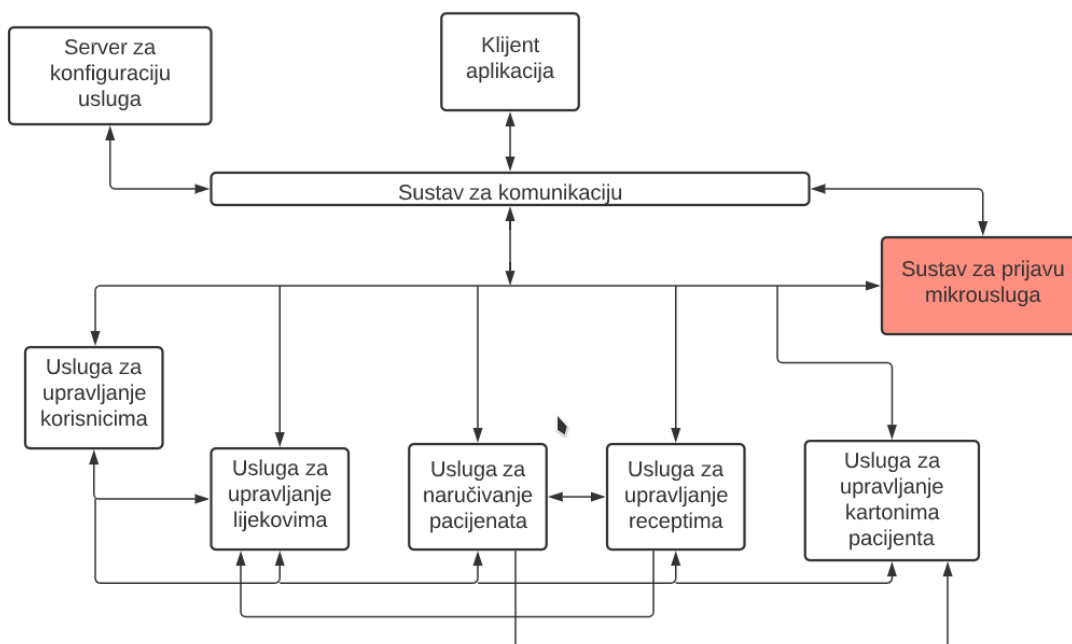 Server za
konfiguraciju
usluga
Klijent
aplikacija
Sustav za komunikaciju
Sustav za prijavu
mikrousluga
Usluga za
upravljanje
korisnicima
Usluga za
upravljanje
lijekovima
Usluga za
naručivanje
pacijenata
Usluga za
upravljanje
receptima
Usluga za
upravljanje
kartonima
pacijenta